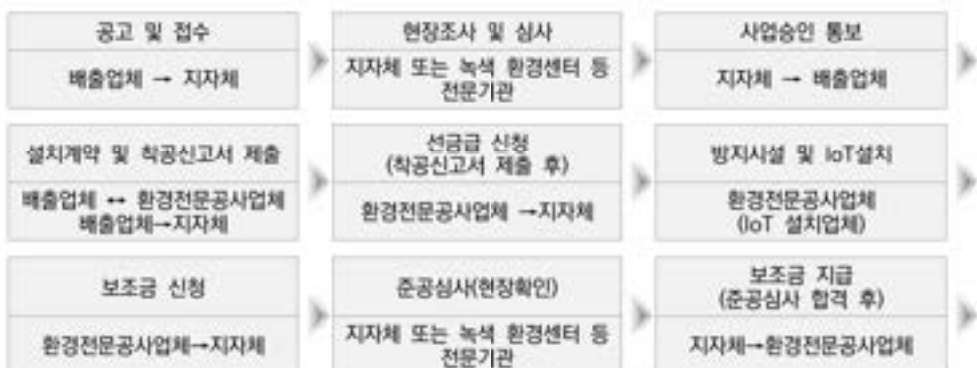 공고 및 접수
배출업체 → 지자체
현장조사 및 심사
지자체 또는 녹색 환경센터 등
전문기관
사업승인 통보
지자체 → 배출업체
설치계약 및 착공신고서 제출
배출업체 ↔ 환경전문공사업체
배출업체→지자체
선금급 신청
(착공신고서 제출 후)
환경전문공사업체 →지자체
방지시설 및 IoT설치
환경전문공사업체
(IoT 설치업체)
보조금 신청
환경전문공사업체→지자체
준공심사(현장확인)
지자체 또는 녹색 환경센터 등
전문기관
보조금 지급
(준공심사 합격 후)
지자체→환경전문공사업체